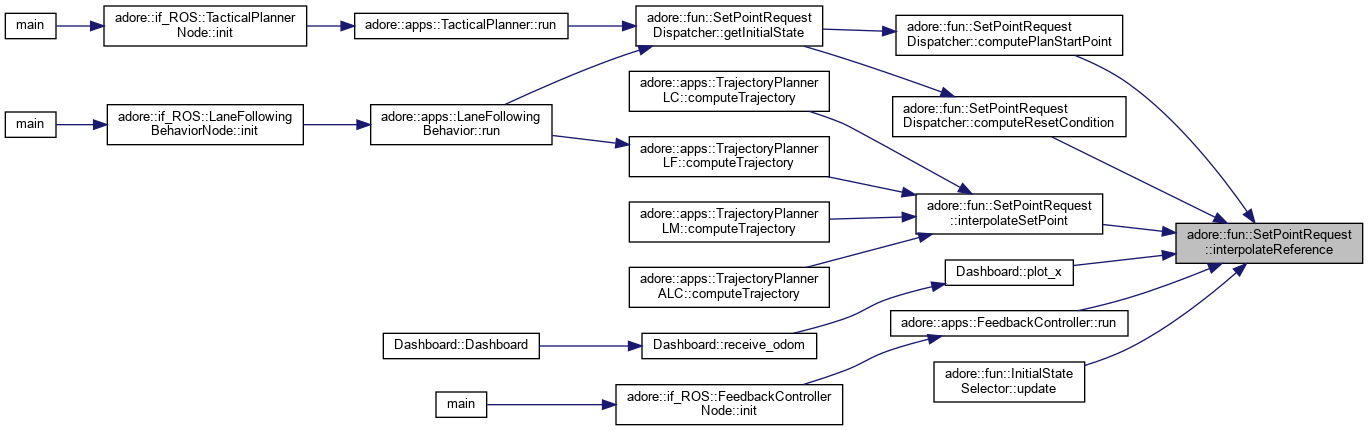 main
adore::if_ROS::TacticalPlanner
Node::init
adore::apps::TacticalPlanner::run
adore::fun::SetPointRequest
Dispatcher::getInitialState
adore::fun::SetPointRequest
Dispatcher::computePlanStartPoint
adore::apps::TrajectoryPlanner
LC::computeTrajectory
adore::fun::SetPointRequest
Dispatcher::computeResetCondition
main
adore::if_ROS::LaneFollowing
BehaviorNode::init
adore::apps::LaneFollowing
Behavior::run
adore::apps::TrajectoryPlanner
LF::computeTrajectory
adore::apps::TrajectoryPlanner
LM::computeTrajectory
adore::fun::SetPointRequest
::interpolateSetPoint
adore::fun::SetPointRequest
::interpolateReference
adore::apps::TrajectoryPlanner
ALC::computeTrajectory
Dashboard::plot_x
adore::apps::FeedbackController::run
Dashboard::Dashboard
Dashboard::receive_odom
adore::fun::InitialState
Selector::update
main
adore::if_ROS::FeedbackController
Node::init